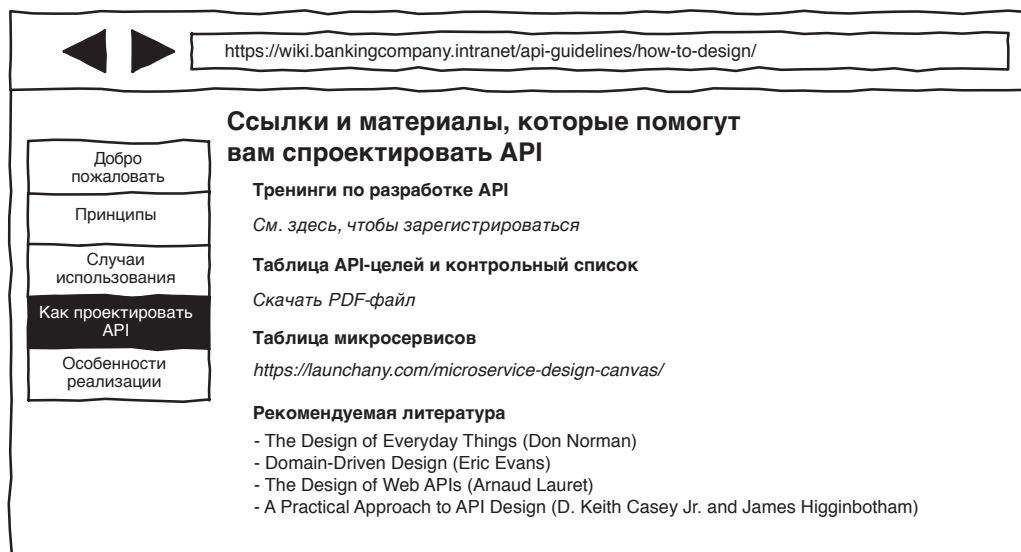 https://wiki.bankingcompany.intranet/api-guidelines/how-to-design/
Ссылки и материалы, которые помогут
вам спроектировать API
Добро
пожаловать
Принципы
Случаи
использования
Как проектировать
API
Особенности
реализации
Тренинги по разработке API
См. здесь, чтобы зарегистрироваться
Таблица API-целей и контрольный список
Скачать PDF-файл
Таблица микросервисов
https://launchany.com/microservice-design-canvas/
Рекомендуемая литература
- The Design of Everyday Things (Don Norman)
- Domain-Driven Design (Eric Evans)
- The Design of Web APIs (Arnaud Lauret)
- A Practical Approach to API Design (D. Keith Casey Jr. and James Higginbotham)